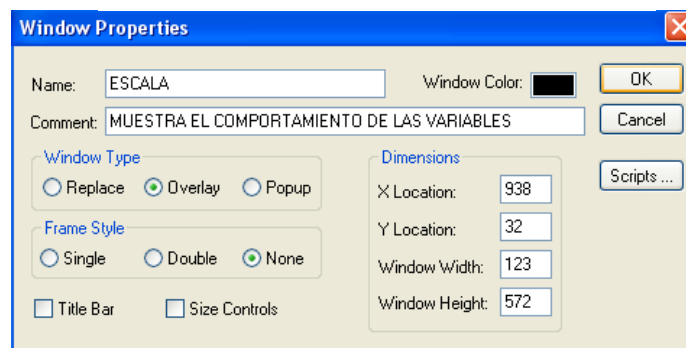 Window Properties
Name: ESCALA Window Color: OK
Comment: MUESTRA EL COMPORTAMIENTO DE LAS VARIABLES Cancel
Window Type Dimensions
Replace Overlay Popup X Location: 938 Scripts ...
Frame Style Y Location: 32
Single Double None Window Width: 123
Title Bar Size Controls Window Height: 572